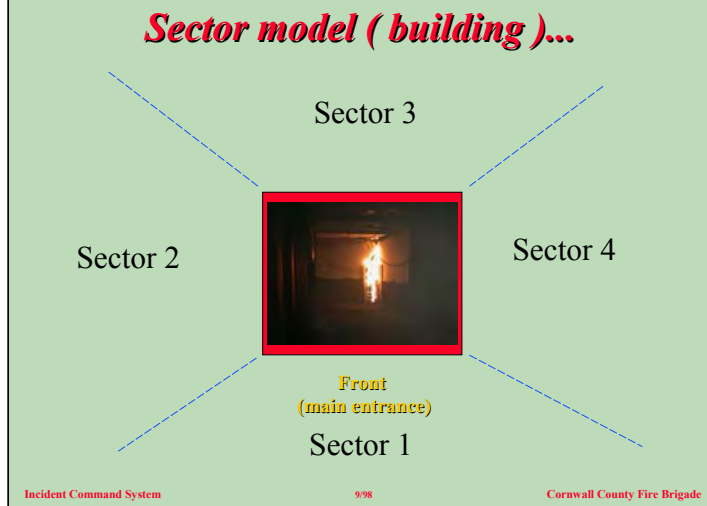 Sector model ( building )...
Sector 3
Sector 2
Sector 4
Front
(main entrance)
Sector 1
Incident Command System
9/98
Cornwall County Fire Brigade